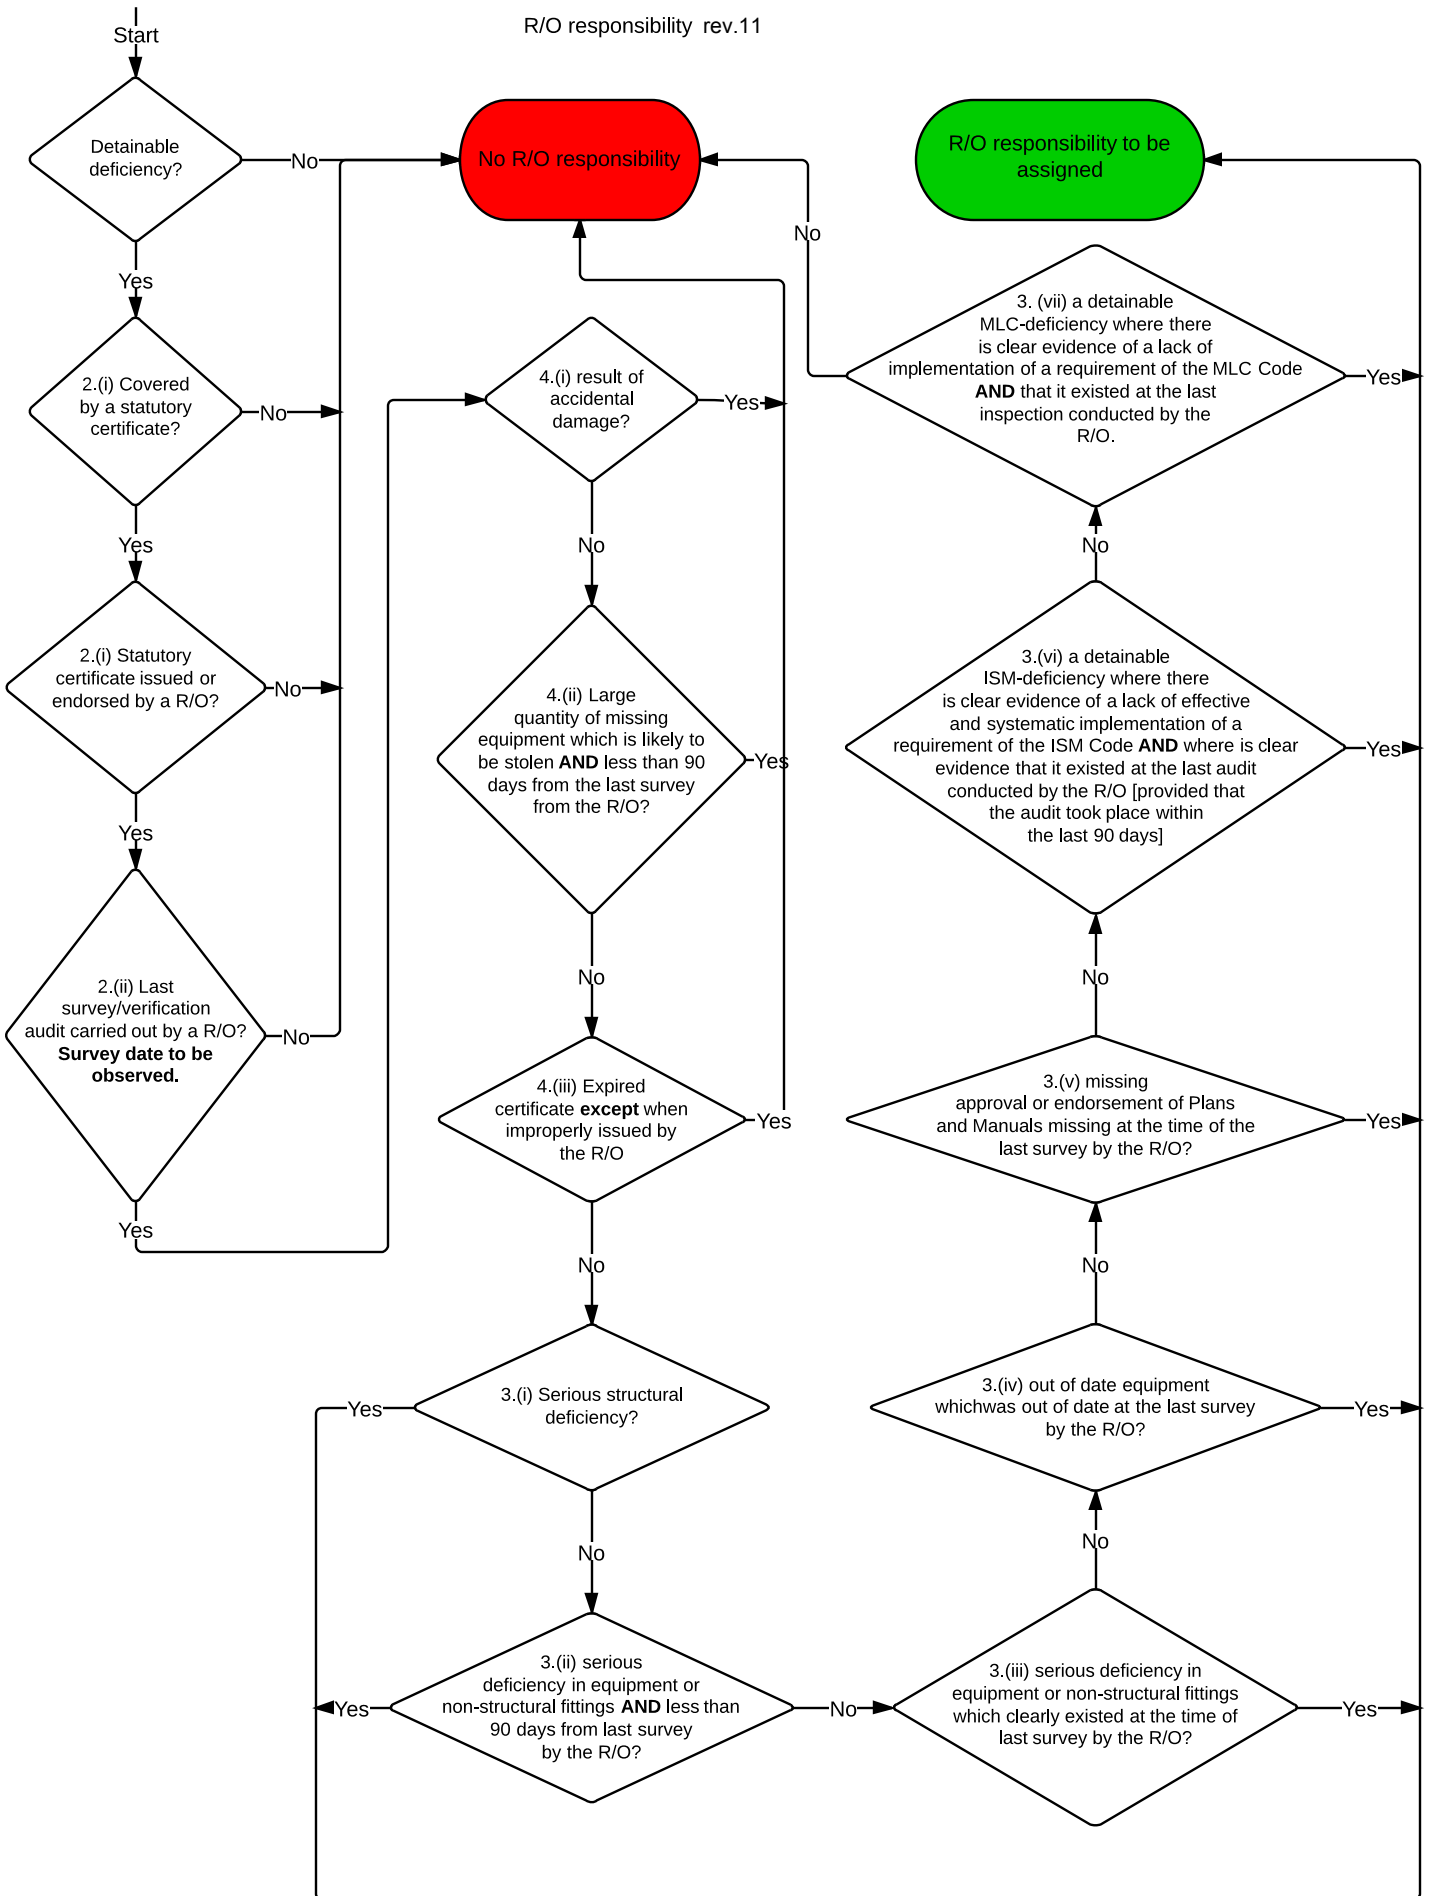 R/O responsibility rev.11
Start
Detainable
deficiency?
No
Yes
2.(i) Covered
by a statutory
certificate?
No
Yes
2.(i) Statutory
certificate issued or
endorsed by a R/O?
No
Yes
2.(ii) Last
survey/verification
audit carried out by a R/O?
Survey date to be
observed.
No
Yes
No R/O responsibility
4.(i) result of
accidental
damage?
Yes
No
4.(ii) Large
quantity of missing
equipment which is likely to
be stolen AND less than 90
days from the last survey
from the R/O?
Yes
No
4.(iii) Expired
certificate except when
improperly issued by
the R/O
Yes
No
3.(i) Serious structural
deficiency?
Yes
No
3.(ii) serious
deficiency in equipment or
non-structural fittings AND less than
90 days from last survey
by the R/O?
Yes
No
3.(iii) serious deficiency in
equipment or non-structural fittings
which clearly existed at the time of
last survey by the R/O?
Yes
No
3.(iv) out of date equipment
whichwas out of date at the last survey
by the R/O?
Yes
No
3.(v) missing
approval or endorsement of Plans
and Manuals missing at the time of the
last survey by the R/O?
Yes
No
3.(vi) a detainable
ISM-deficiency where there
is clear evidence of a lack of effective
and systematic implementation of a
requirement of the ISM Code AND where is clear
evidence that it existed at the last audit
conducted by the R/O [provided that
the audit took place within
the last 90 days]
Yes
No
3. (vii) a detainable
MLC-deficiency where there
is clear evidence of a lack of
implementation of a requirement of the MLC Code
AND that it existed at the last
inspection conducted by the
R/O.
Yes
No
R/O responsibility to be
assigned